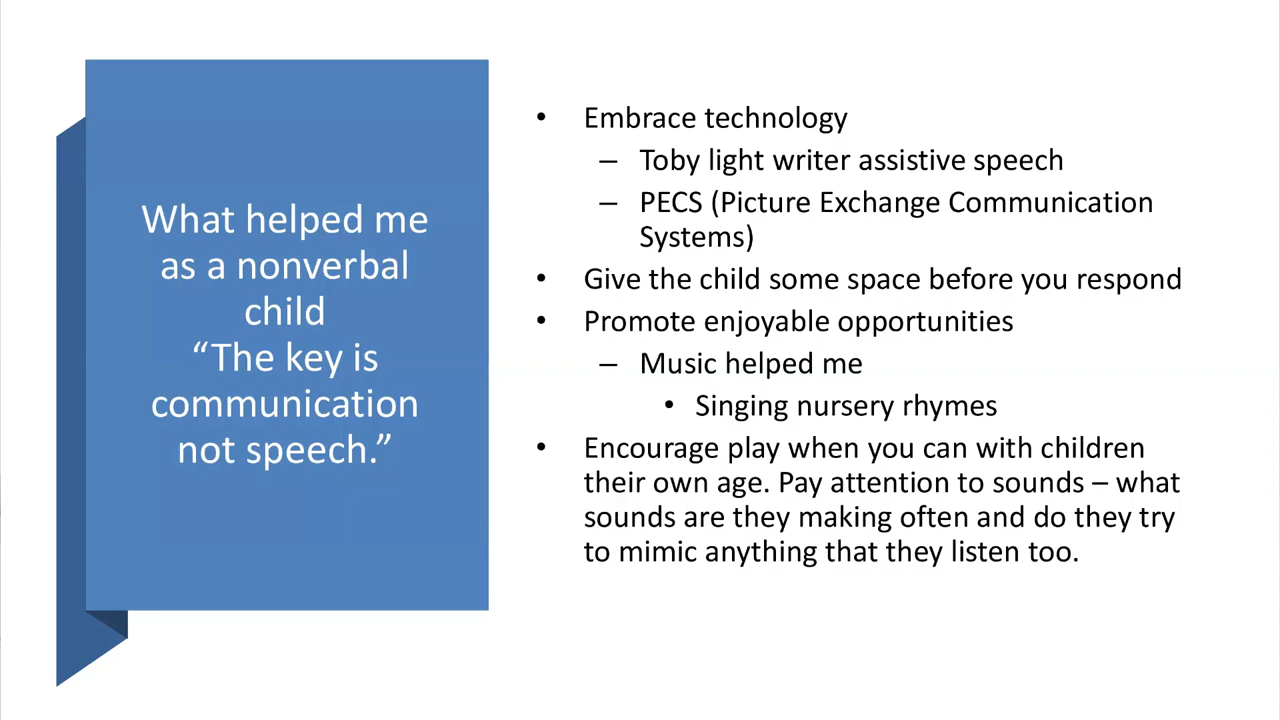 What helped me
as a nonverbal
child
“The key is
communication
not speech.”
• Embrace technology
– Toby light writer assistive speech
– PECS (Picture Exchange Communication
Systems)
• Give the child some space before you respond
• Promote enjoyable opportunities
– Music helped me
• Singing nursery rhymes
• Encourage play when you can with children
their own age. Pay attention to sounds – what
sounds are they making often and do they try
to mimic anything that they listen too.